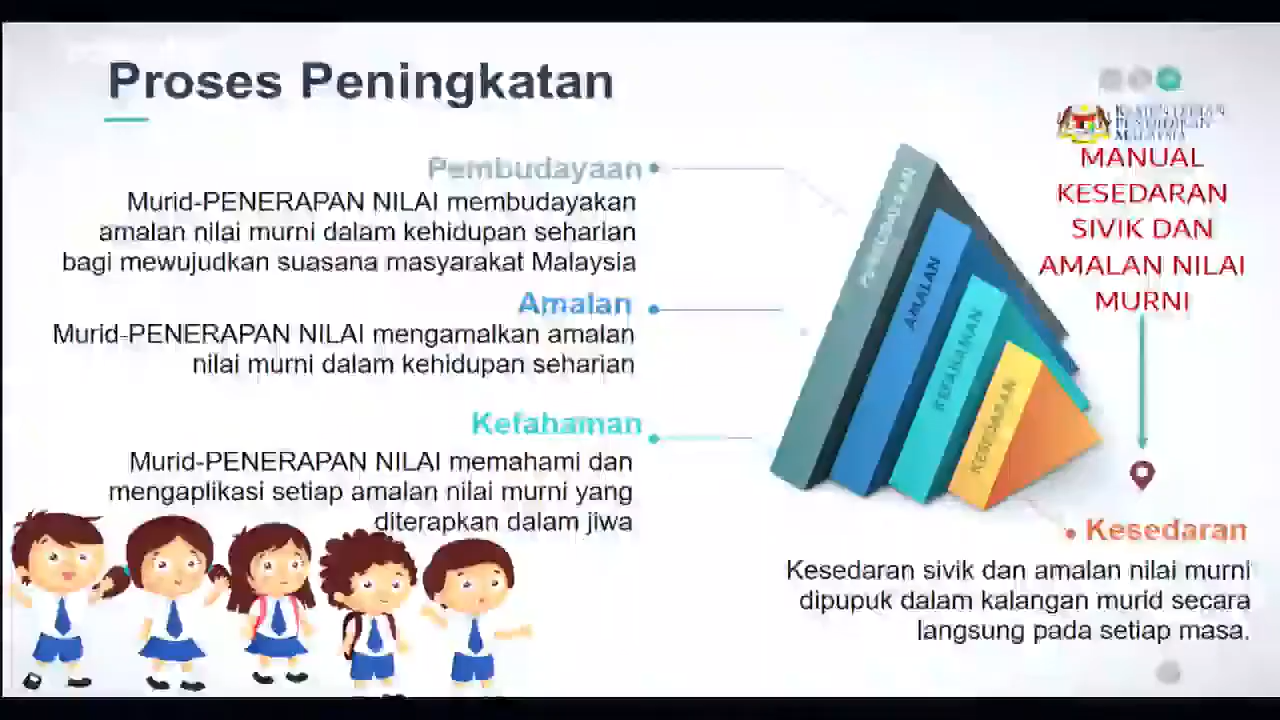 Proses Peningkatan
KEMENTERIAN
PENDIDIKAN
MALAYSIA
MANUAL
KESEDARAN
SIVIK DAN
AMALAN NILAI
MURNI
Pembudayaan
Murid-PENERAPAN NILAI membudayakan
amalan nilai murni dalam kehidupan seharian
bagi mewujudkan suasana masyarakat Malaysia
Amalan
Murid-PENERAPAN NILAI mengamalkan amalan
nilai murni dalam kehidupan seharian
Kefahaman
Murid-PENERAPAN NILAI memahami dan
mengaplikasi setiap amalan nilai murni yang
diterapkan dalam jiwa
AMALAN
KEFAHAMAN
KESEDARAN
Kesedaran
Kesedaran sivik dan amalan nilai murni
dipupuk dalam kalangan murid secara
langsung pada setiap masa.